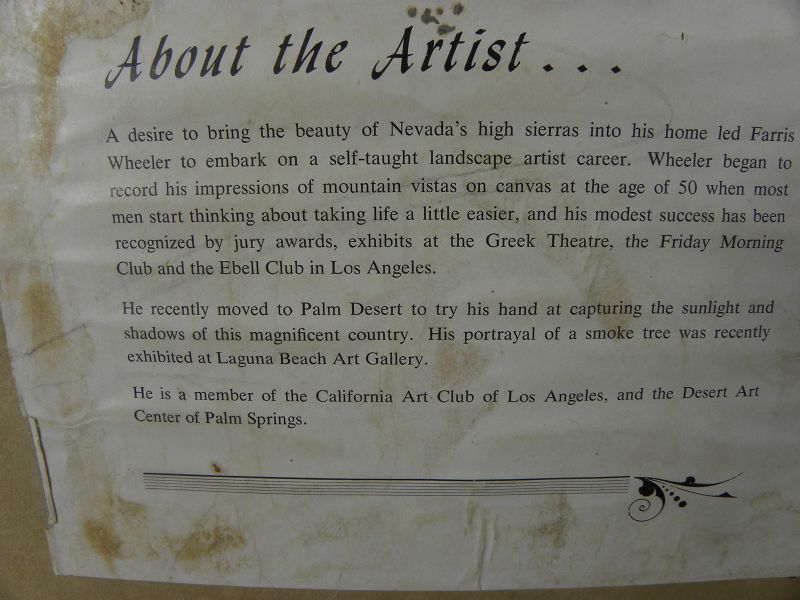 About the Artist . . .
A desire to bring the beauty of Nevada's high sierras into his home led Farris
Wheeler to embark on a self-taught landscape artist career. Wheeler began to
record his impressions of mountain vistas on canvas at the age of 50 when most
men start thinking about taking life a little easier, and his modest success has been
recognized by jury awards, exhibits at the Greek Theatre, the Friday Morning
Club and the Ebell Club in Los Angeles.
He recently moved to Palm Desert to try his hand at capturing the sunlight and
shadows of this magnificent country. His portrayal of a smoke tree was recently
exhibited at Laguna Beach Art Gallery.
He is a member of the California Art Club of Los Angeles, and the Desert Art
Center of Palm Springs.